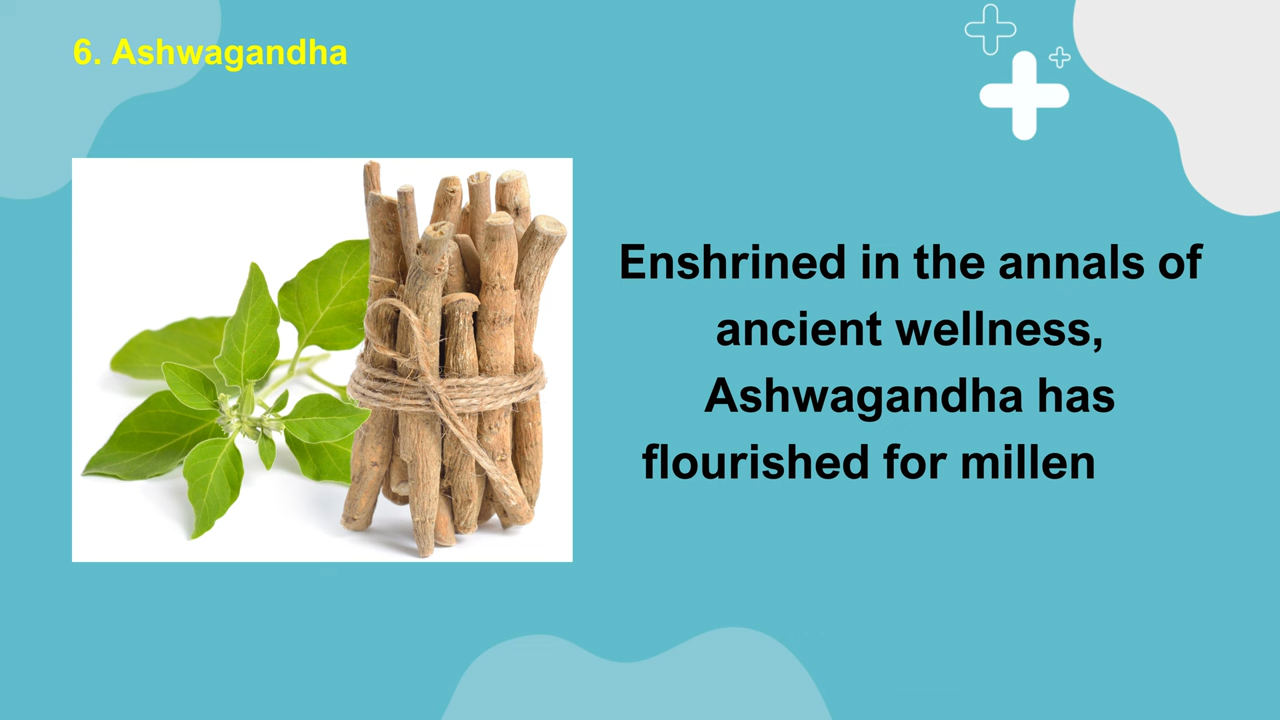 6. Ashwagandha
Enshrined in the annals of
ancient wellness,
Ashwagandha has
flourished for millen